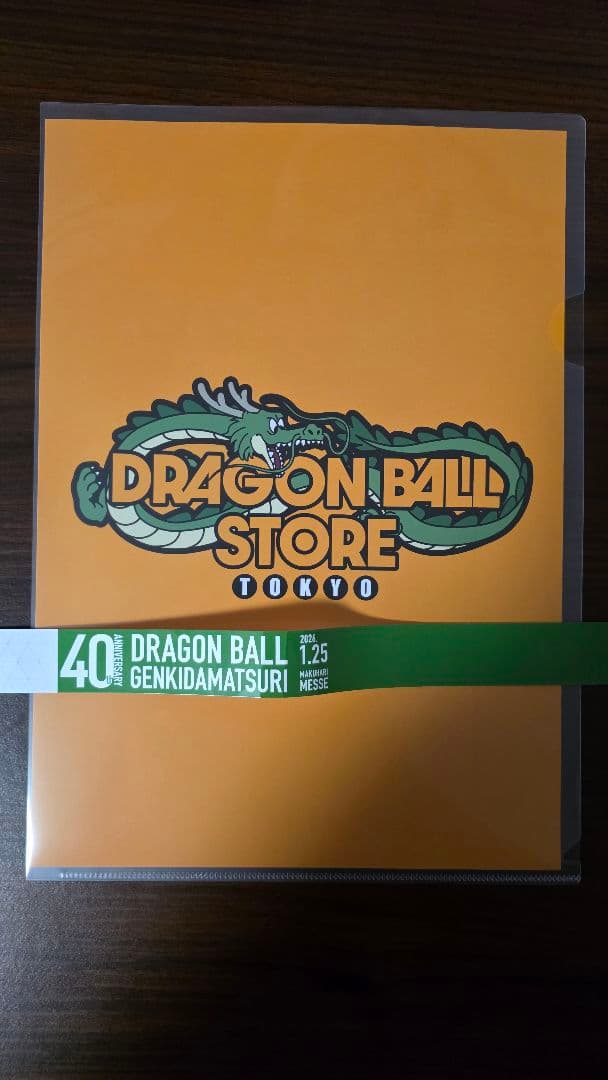 DRAGON BALL
STORE
TOKYO
40th
ANNIVERSARY
DRAGON BALL
GENKIDAMATSURI
2026.
1.25
MAKUHARI
MESSE